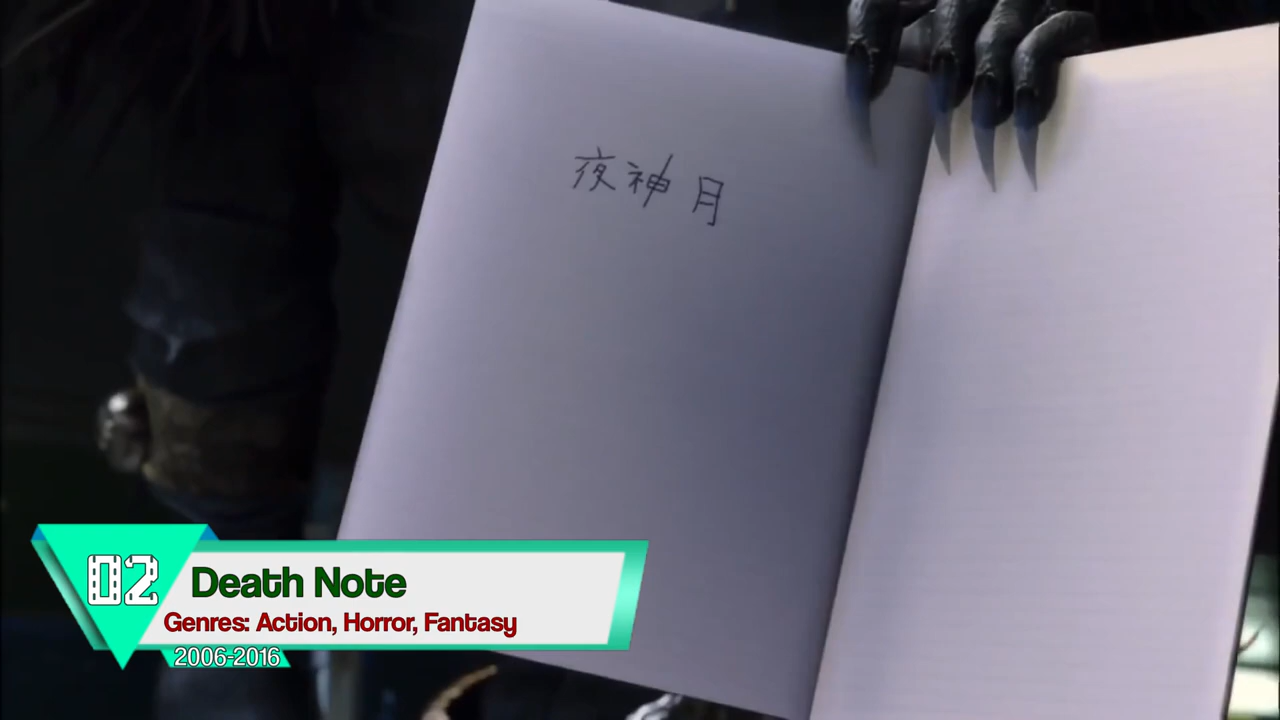 夜神月
02
Death Note
Genres: Action, Horror, Fantasy
2006-2016